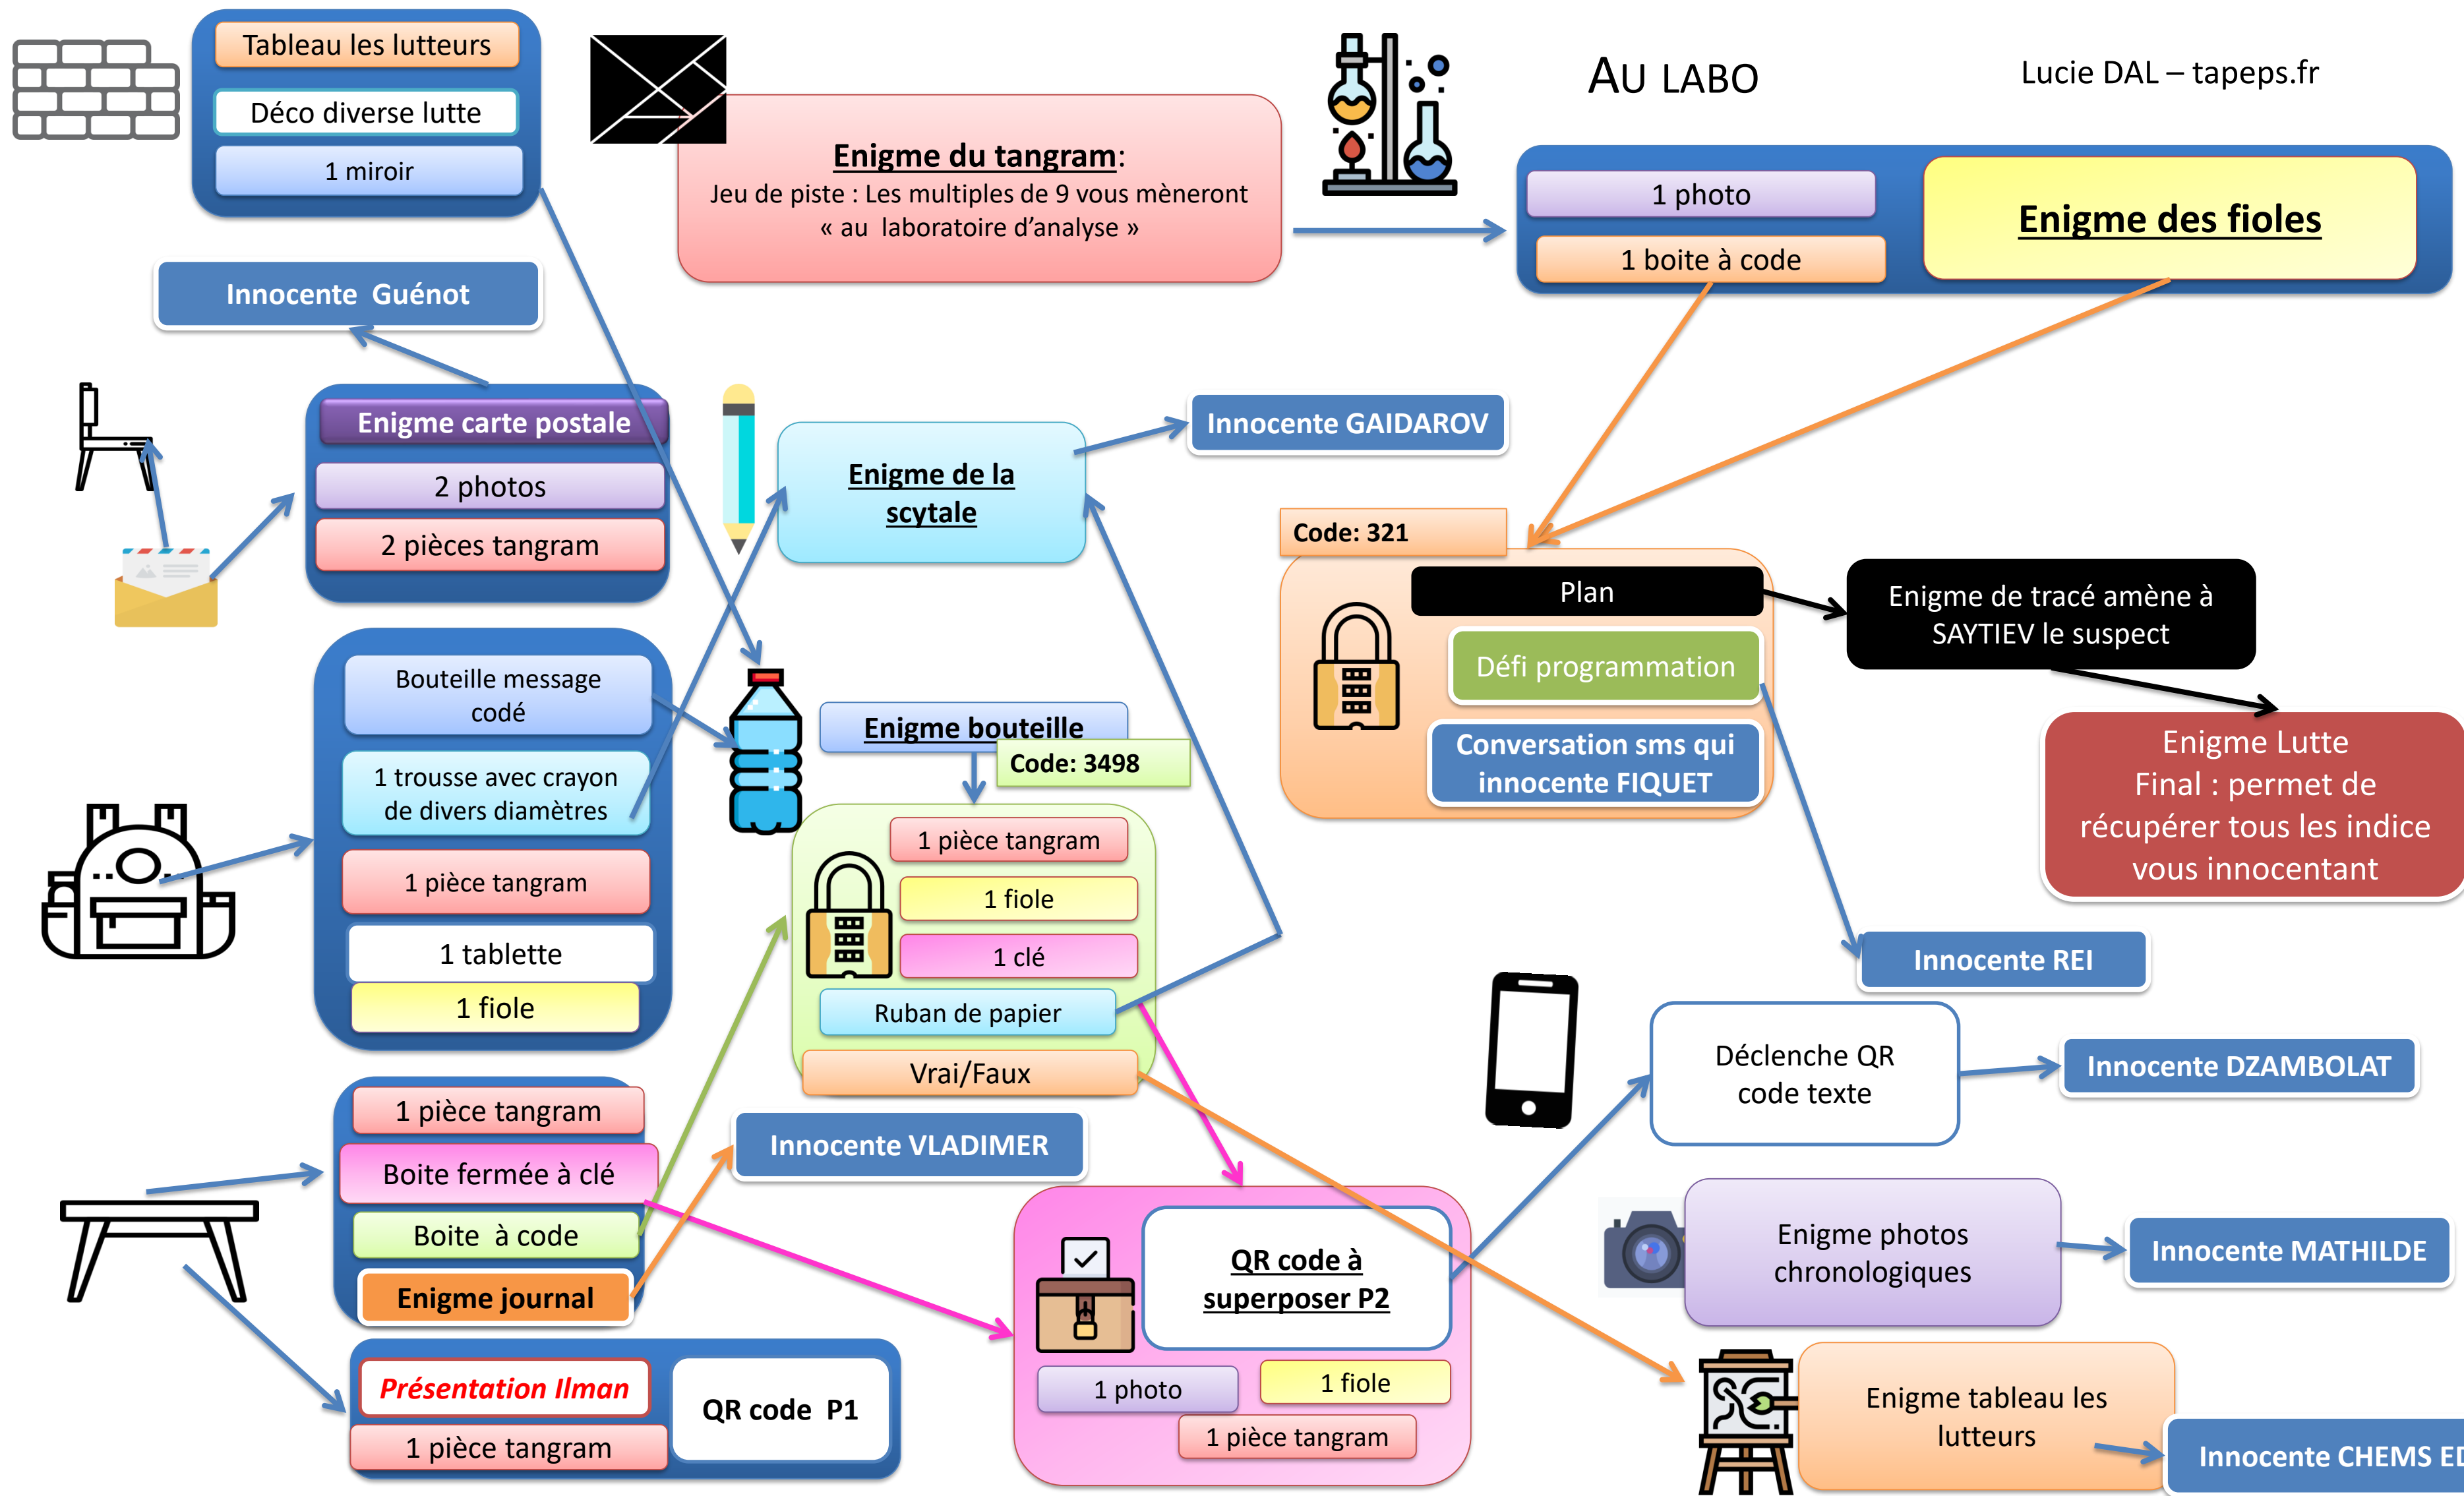 Tableau les lutteurs
Déco diverse lutte
1 miroir
Enigme du tangram:
Jeu de piste : Les multiples de 9 vous mèneront
« au laboratoire d'analyse »
AU LABO
Lucie DAL – tapeps.fr
1 photo
1 boite à code
Enigme des fioles
Innocente Guénot
Enigme carte postale
2 photos
2 pièces tangram
Enigme de la
scytale
Innocente GAIDAROV
Code: 321
Plan
Défi programmation
Conversation sms qui
innocente FIQUET
Enigme de tracé amène à
SAYTIEV le suspect
Enigme Lutte
Final : permet de
récupérer tous les indice
vous innocentant
Bouteille message
codé
1 trousse avec crayon
de divers diamètres
1 pièce tangram
1 tablette
1 fiole
Enigme bouteille
Code: 3498
1 pièce tangram
1 fiole
1 clé
Ruban de papier
Vrai/Faux
Innocente REI
Déclenche QR
code texte
Innocente DZAMBOLAT
1 pièce tangram
Boite fermée à clé
Boite à code
Enigme journal
Innocente VLADIMER
QR code à
superposer P2
1 photo
1 fiole
1 pièce tangram
Enigme photos
chronologiques
Innocente MATHILDE
Présentation Ilman
1 pièce tangram
QR code P1
Enigme tableau les
lutteurs
Innocente CHEMS